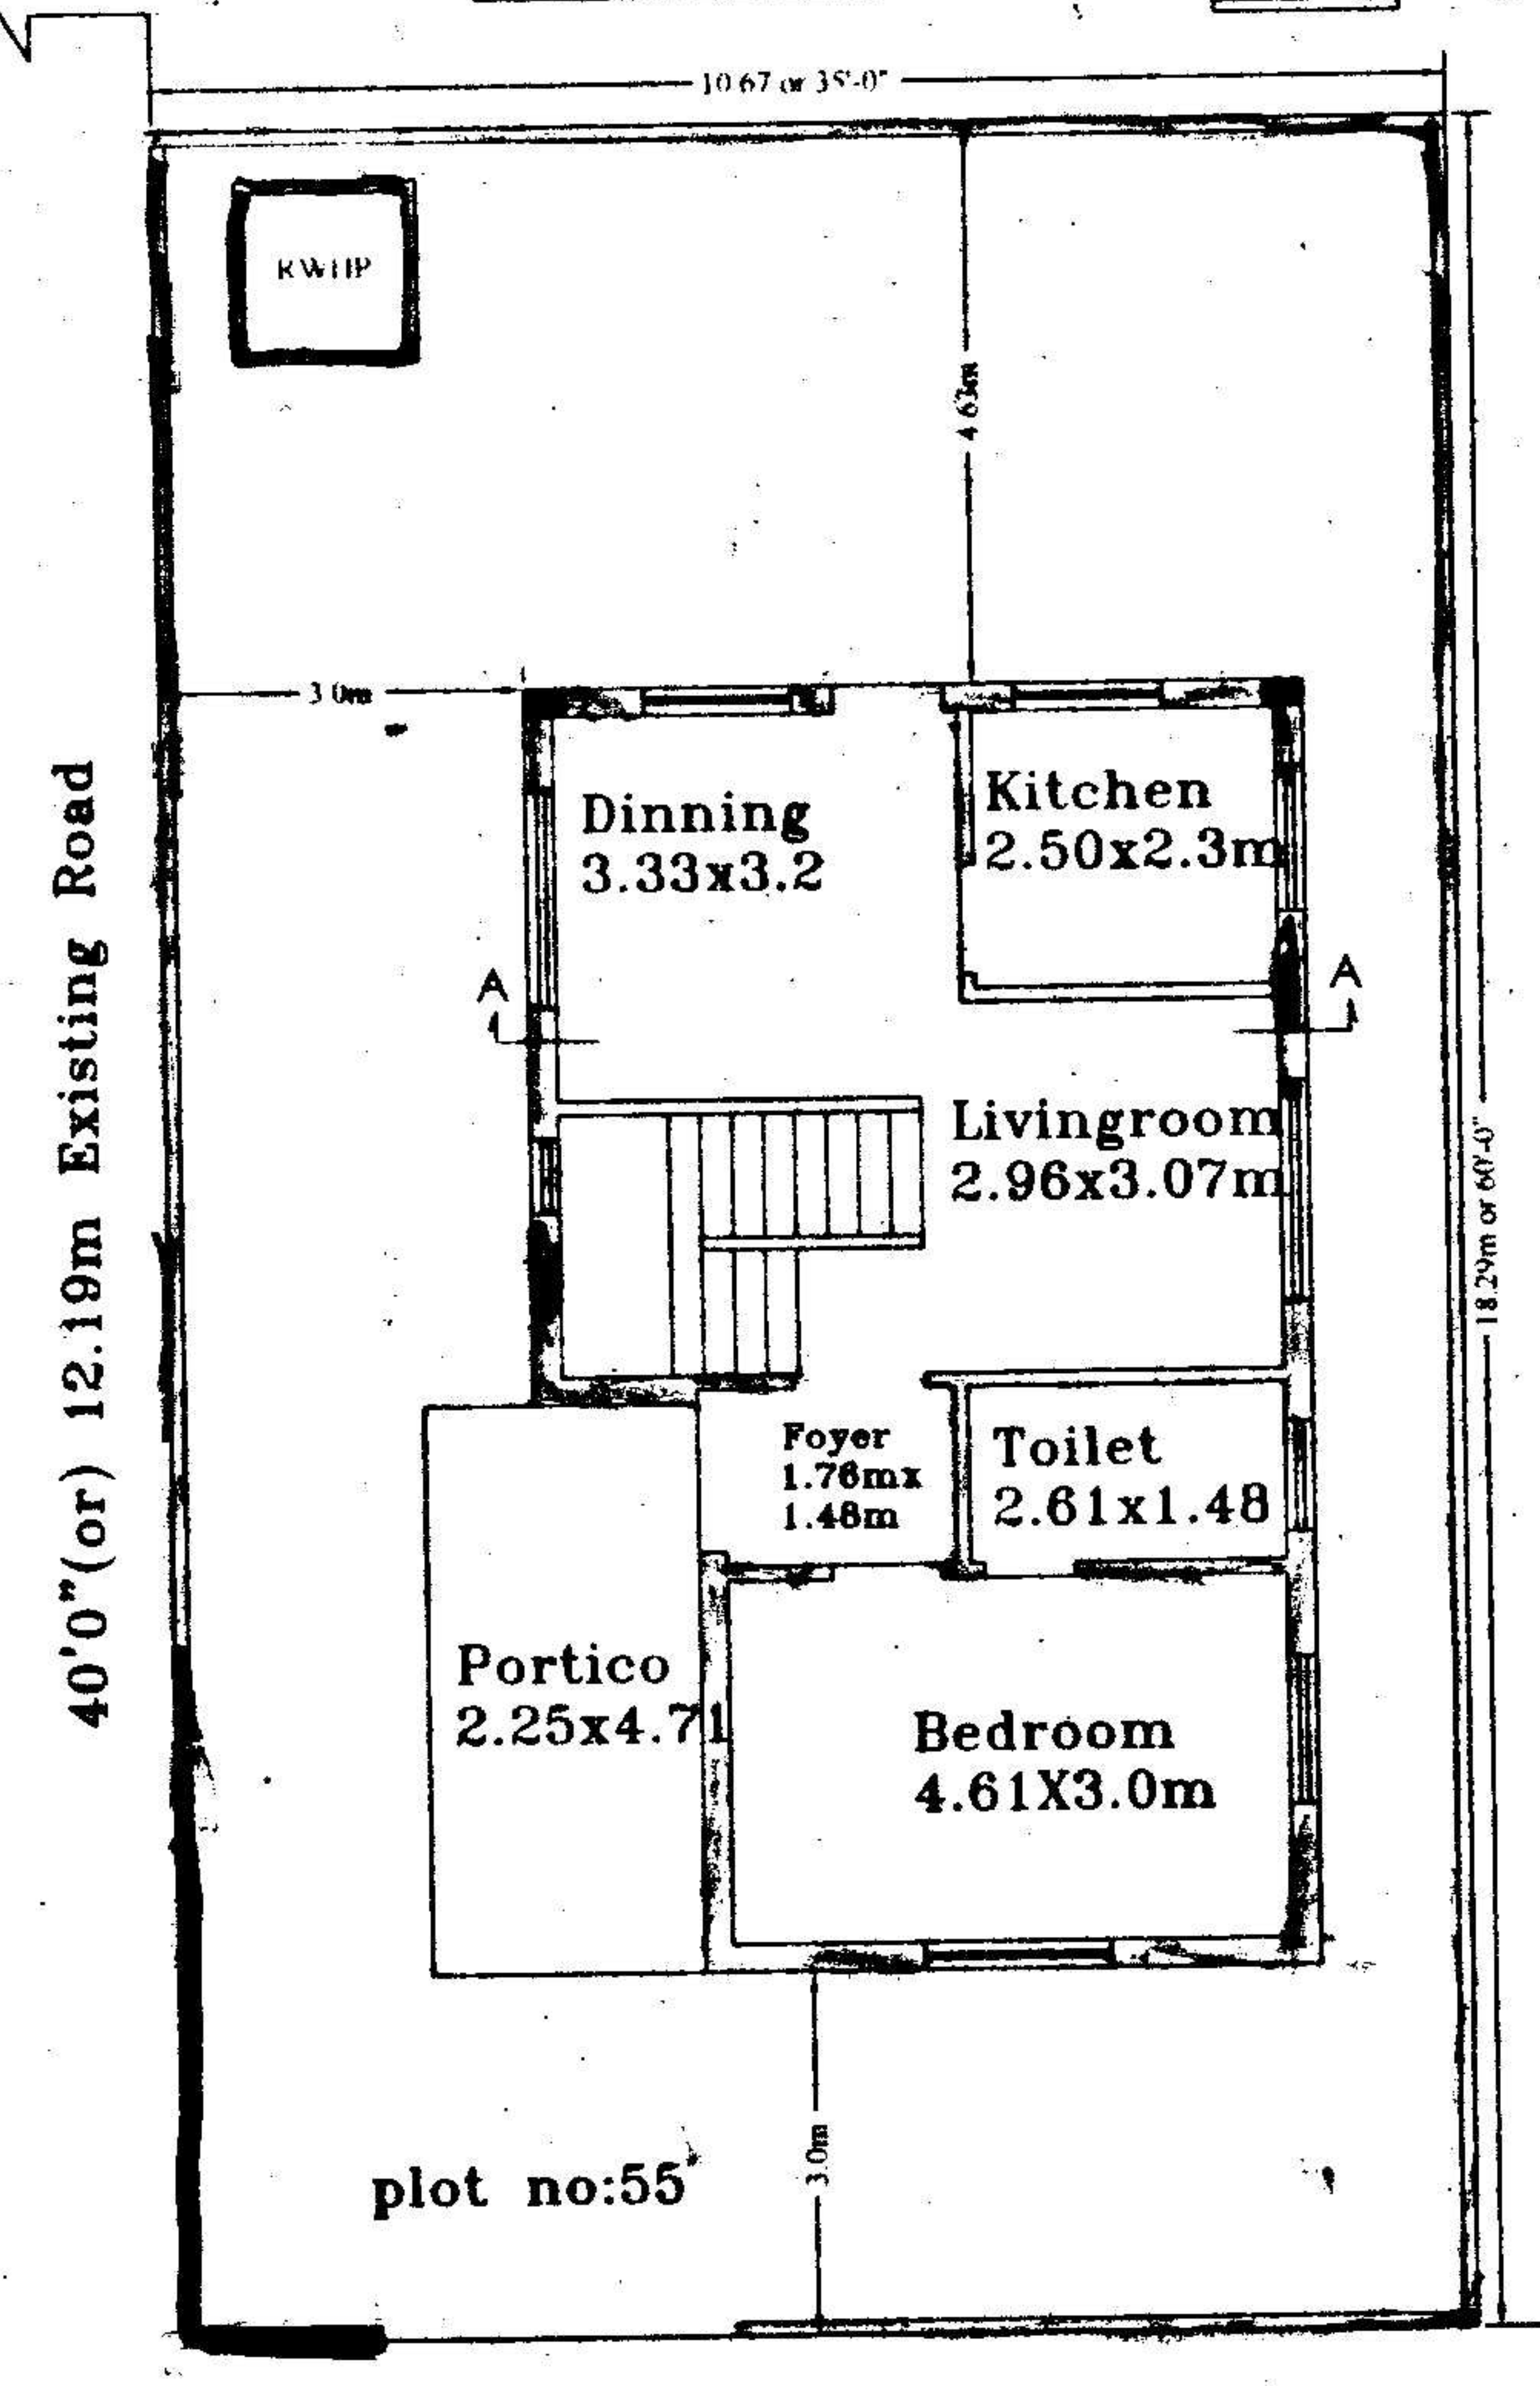 10.67 or 35'-0"
RWHP
4.63m
3.0m
Dinning
3.33x3.2
Kitchen
2.50x2.3m
A
A
Livingroom
2.96x3.07m
40'0"(or) 12.19m Existing Road
18.29m or 60'-0"
Foyer
1.76mx
1.48m
Toilet
2.61x1.48
Portico
2.25x4.71
Bedroom
4.61X3.0m
3.0m
plot no:55